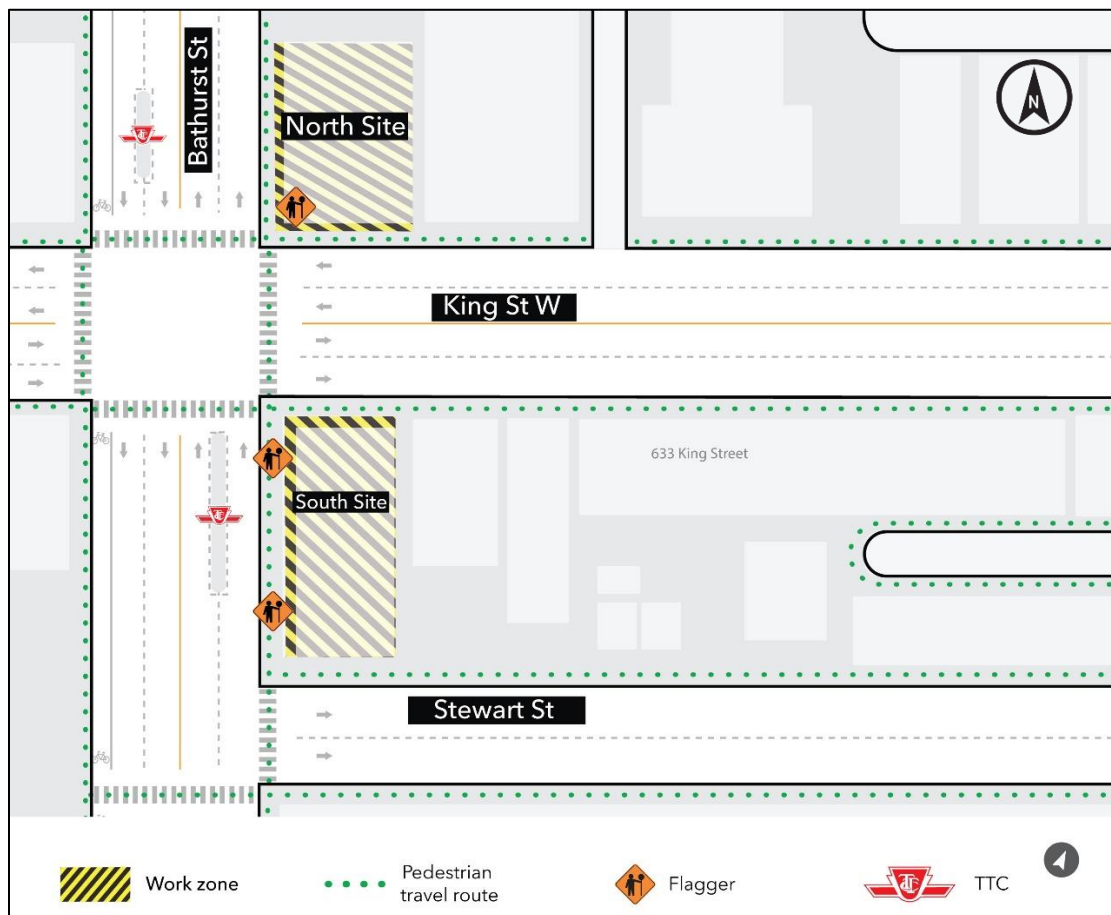 Bathurst St
North Site
N
King St W
633 King Street
South Site
Stewart St
Work zone
Pedestrian
travel route
Flagger
TTC